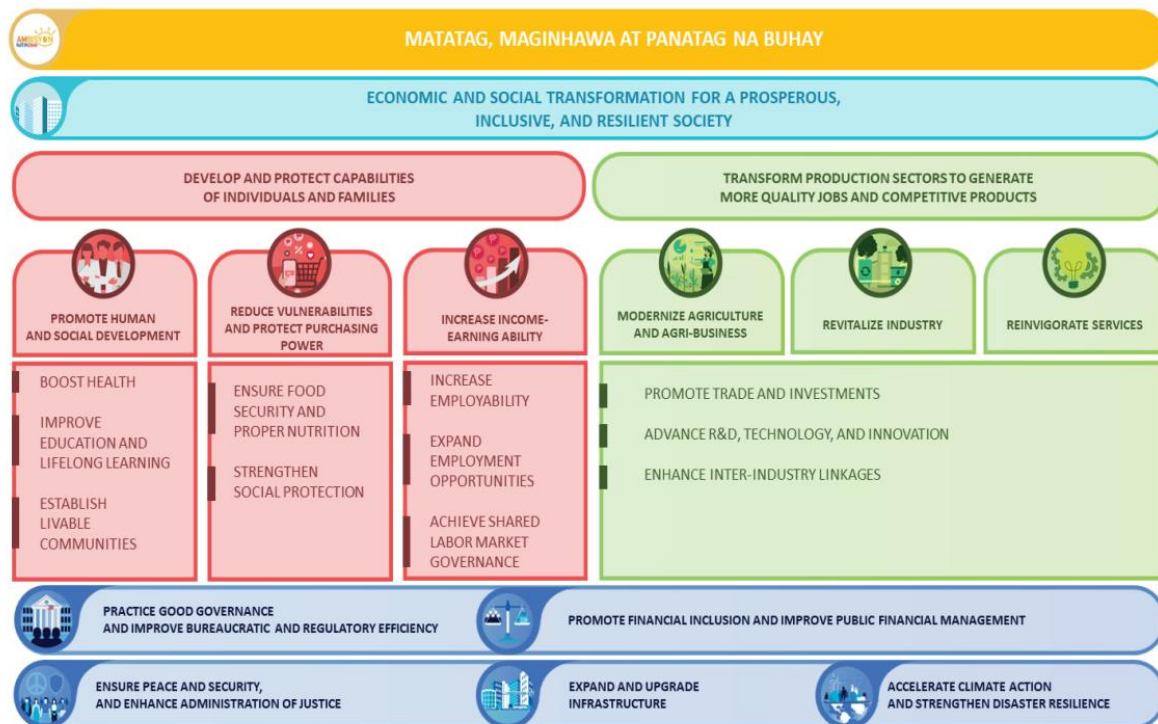 AMBISYON
NATIN 2040
MATATAG, MAGINHAWA AT PANATAG NA BUHAY
ECONOMIC AND SOCIAL TRANSFORMATION FOR A PROSPEROUS,
INCLUSIVE, AND RESILIENT SOCIETY
DEVELOP AND PROTECT CAPABILITIES
OF INDIVIDUALS AND FAMILIES
TRANSFORM PRODUCTION SECTORS TO GENERATE
MORE QUALITY JOBS AND COMPETITIVE PRODUCTS
PROMOTE HUMAN
AND SOCIAL DEVELOPMENT
REDUCE VULNERABILITIES
AND PROTECT PURCHASING
POWER
INCREASE INCOME-
EARNING ABILITY
MODERNIZE AGRICULTURE
AND AGRI-BUSINESS
REVITALIZE INDUSTRY
REINVIGORATE SERVICES
BOOST HEALTH
IMPROVE
EDUCATION AND
LIFELONG LEARNING
ESTABLISH
LIVABLE
COMMUNITIES
ENSURE FOOD
SECURITY AND
PROPER NUTRITION
STRENGTHEN
SOCIAL PROTECTION
INCREASE
EMPLOYABILITY
EXPAND
EMPLOYMENT
OPPORTUNITIES
ACHIEVE SHARED
LABOR MARKET
GOVERNANCE
PROMOTE TRADE AND INVESTMENTS
ADVANCE R&D, TECHNOLOGY, AND INNOVATION
ENHANCE INTER-INDUSTRY LINKAGES
PRACTICE GOOD GOVERNANCE
AND IMPROVE BUREAUCRATIC AND REGULATORY EFFICIENCY
PROMOTE FINANCIAL INCLUSION AND IMPROVE PUBLIC FINANCIAL MANAGEMENT
ENSURE PEACE AND SECURITY,
AND ENHANCE ADMINISTRATION OF JUSTICE
EXPAND AND UPGRADE
INFRASTRUCTURE
ACCELERATE CLIMATE ACTION
AND STRENGTHEN DISASTER RESILIENCE